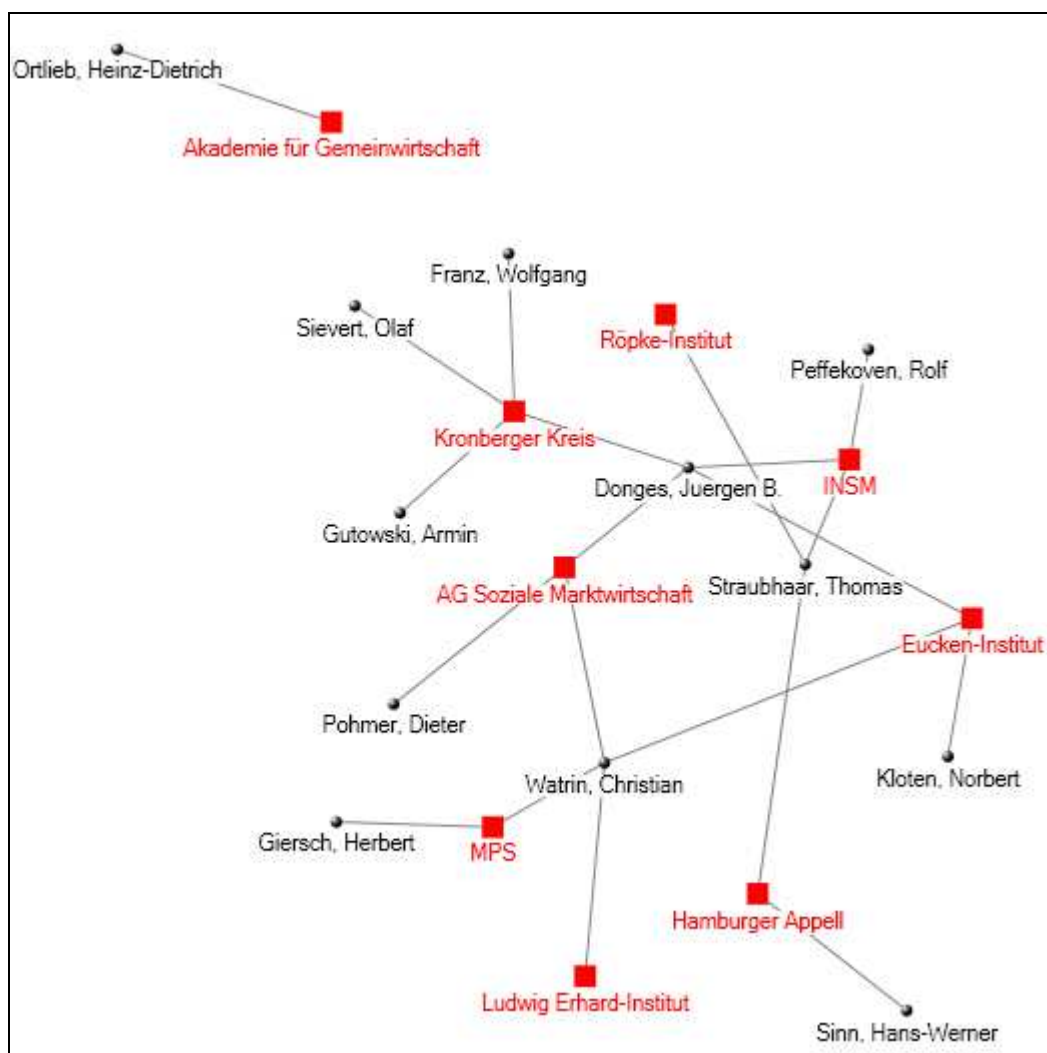 Ortlieb, Heinz-Dietrich
Akademie für Gemeinwirtschaft
Franz, Wolfgang
Sievert, Olaf
Röpke-Institut
Peffekoven, Rolf
Kronberger Kreis
Donges, Juergen B.
INSM
Gutowski, Armin
AG Soziale Marktwirtschaft
Straubhaar, Thomas
Eucken-Institut
Pohmer, Dieter
Watrin, Christian
Kloten, Norbert
Giersch, Herbert
MPS
Hamburger Appell
Ludwig Erhard-Institut
Sinn, Hans-Werner